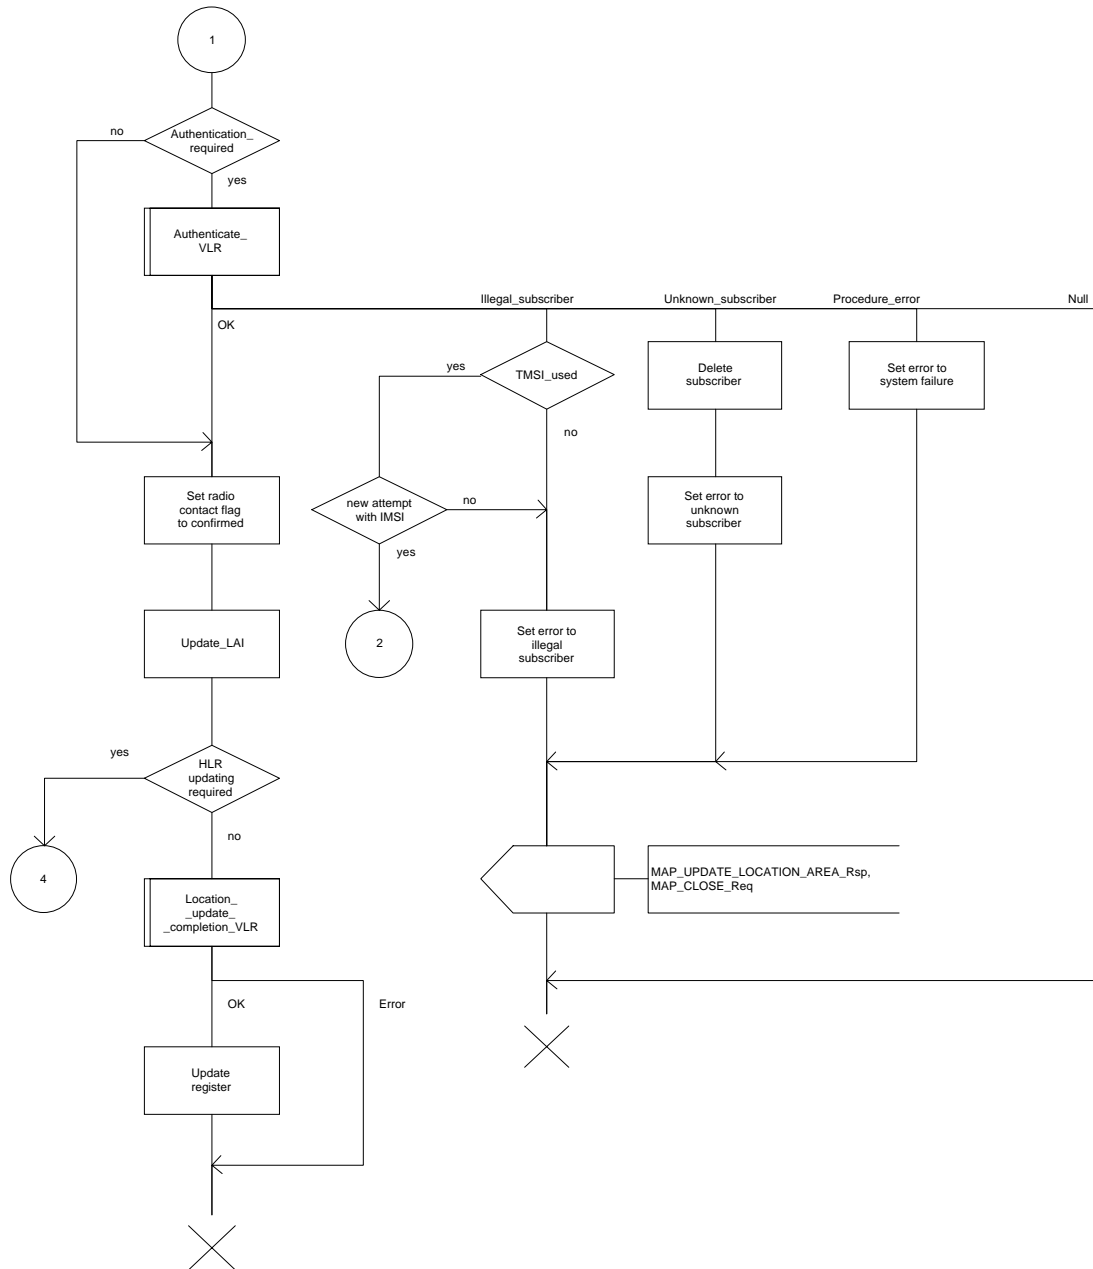 1
Authentication_
required
no
yes
Authenticate_
VLR
Illegal_subscriber
Unknown_subscriber
Procedure_error
Null
OK
yes
TMSI_used
no
Delete
subscriber
Set error to
system failure
Set radio
contact flag
to confirmed
new attempt
with IMSI
no
yes
Set error to
unknown
subscriber
Update_LAI
2
Set error to
illegal
subscriber
yes
HLR
updating
required
no
4
Location_
_update_
_completion_VLR
MAP_UPDATE_LOCATION_AREA_Rsp,
MAP_CLOSE_Req
OK
Error
Update
register